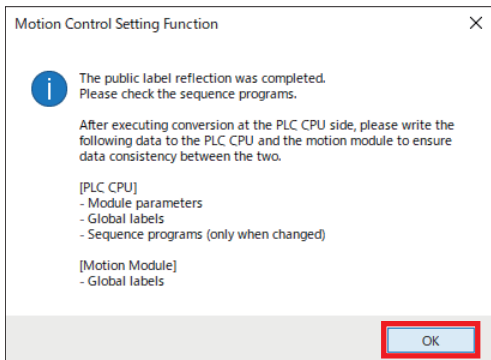 Motion Control Setting Function
The public label reflection was completed.
Please check the sequence programs.
After executing conversion at the PLC CPU side, please write the
following data to the PLC CPU and the motion module to ensure
data consistency between the two.
[PLC CPU]
- Module parameters
- Global labels
- Sequence programs (only when changed)
[Motion Module]
- Global labels
OK